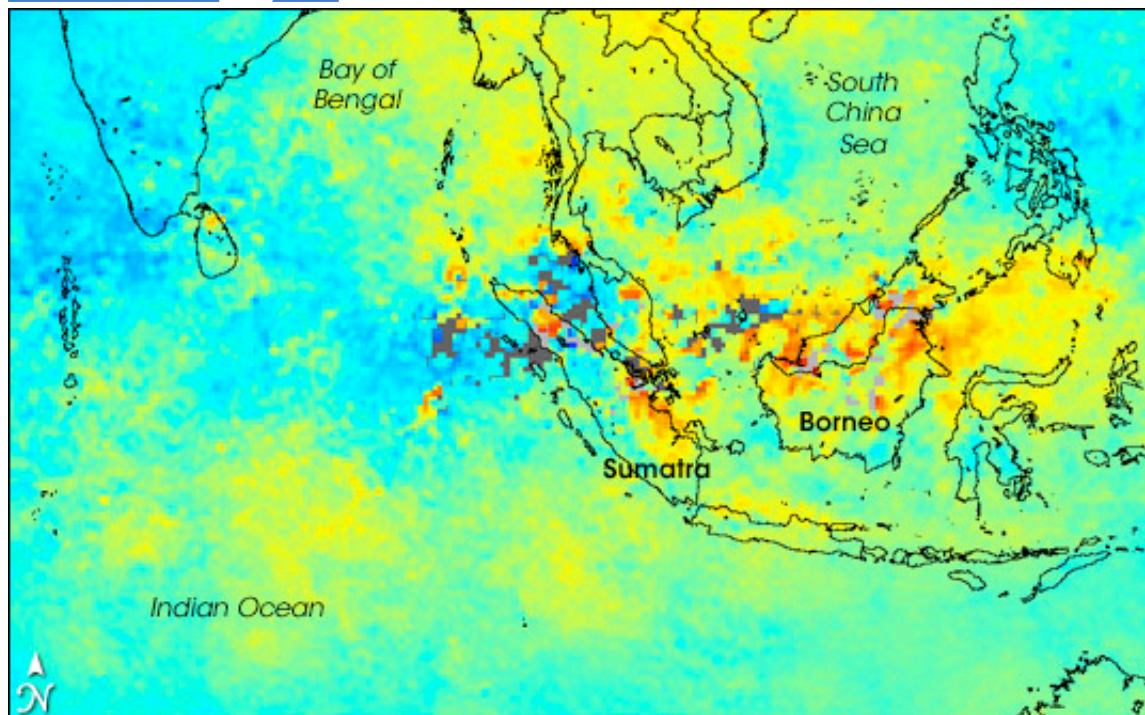 Bay of
Bengal
South
China
Sea
Borneo
Sumatra
Indian Ocean
N